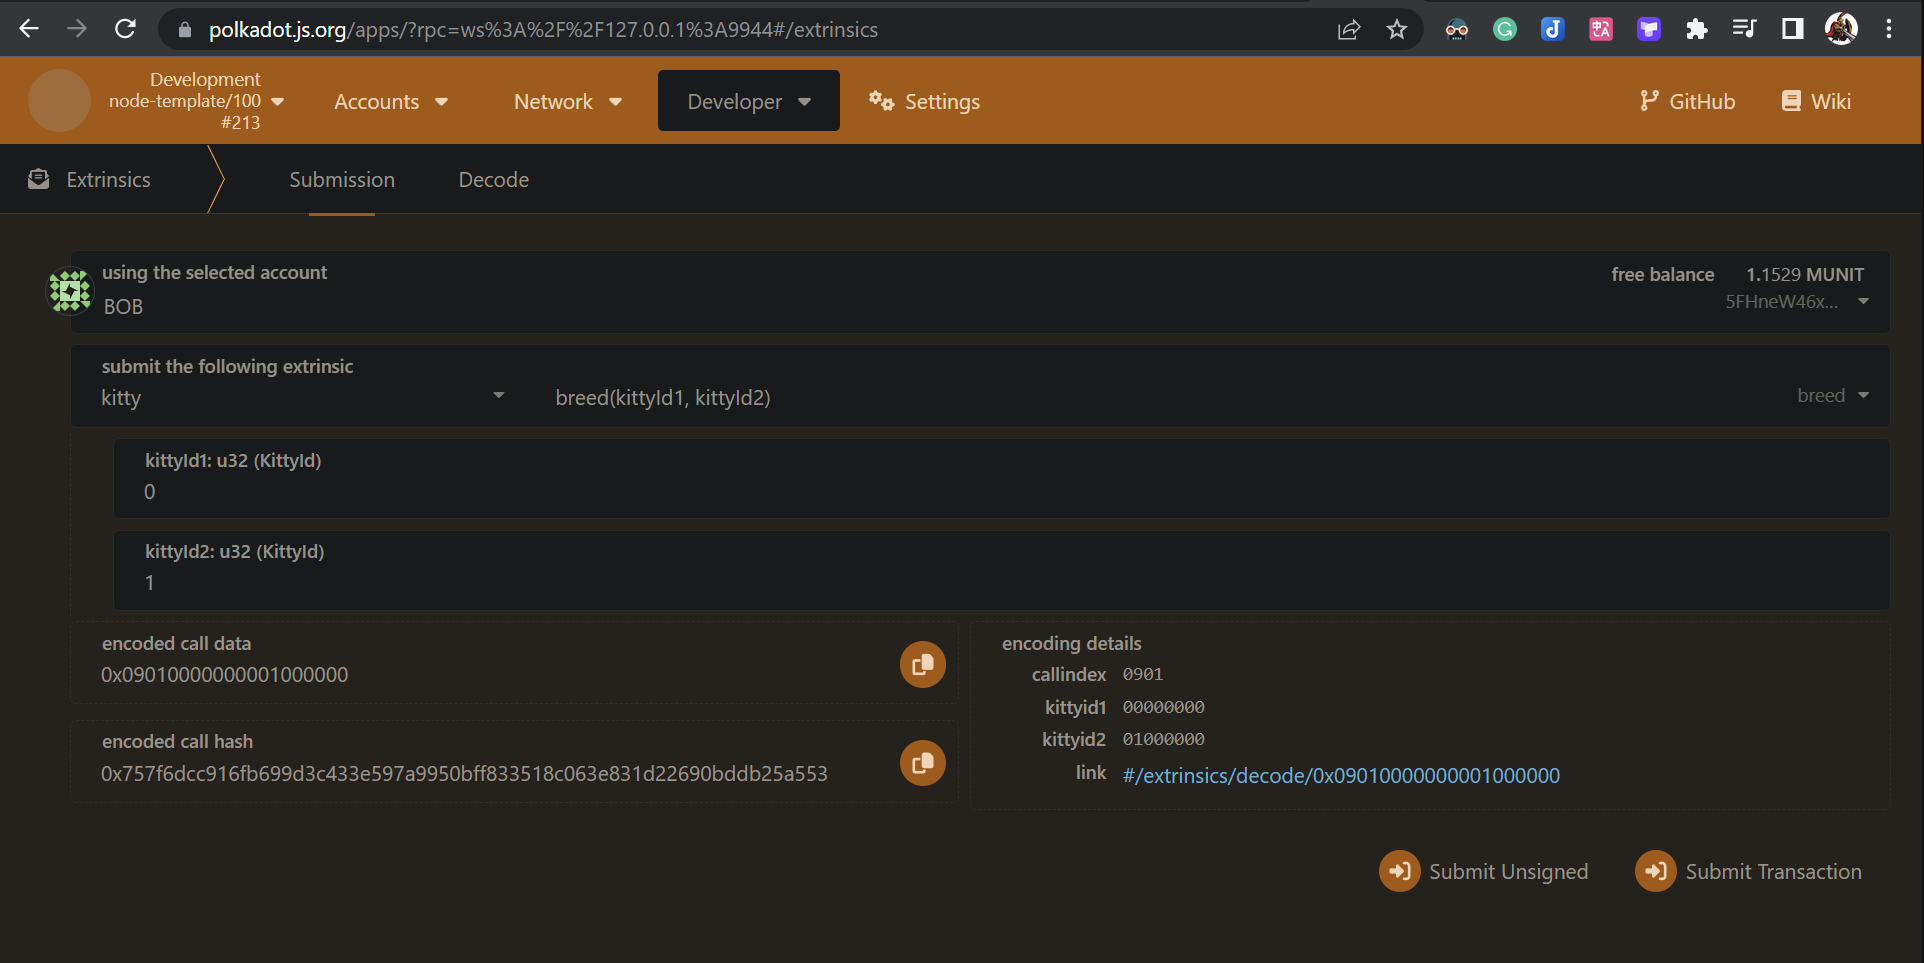 polkadot.js.org/apps/?rpc=ws%3A%2F%2F127.0.0.1%3A9944#/extrinsics
Development
node-template/100
#213
Accounts
Network
Developer
Settings
GitHub
Wiki
Extrinsics
Submission
Decode
using the selected account
BOB
free balance 1.1529 MUNIT
5FHneW46x...
submit the following extrinsic
kitty
breed(kittyId1, kittyId2)
breed
kittyId1: u32 (KittyId)
0
kittyId2: u32 (KittyId)
1
encoded call data
0x09010000000001000000
encoded call hash
0x757f6dcc916fb699d3c433e597a9950bff833518c063e831d22690bddb25a553
encoding details
callindex 0901
kittyid1 00000000
kittyid2 01000000
link #/extrinsics/decode/0x09010000000001000000
Submit Unsigned
Submit Transaction